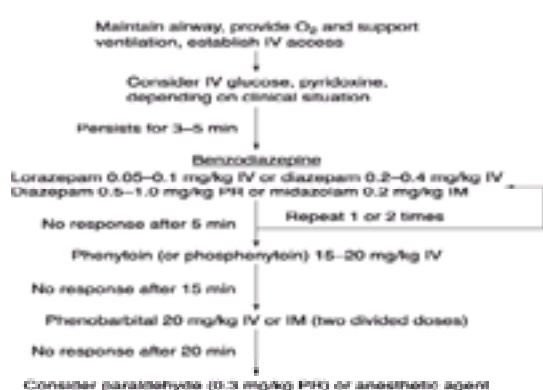 Maintain airway, provide O₂ and support
ventilation, establish IV access
Consider IV glucose, pyridoxine,
depending on clinical situation
Persists for 3–5 min
Benzodiazepine
Lorazepam 0.05–0.1 mg/kg IV or diazepam 0.2–0.4 mg/kg IV
Diazepam 0.5–1.0 mg/kg PR or midazolam 0.2 mg/kg IM
No response after 5 min
Repeat 1 or 2 times
Phenytoin (or phosphenytoin) 15–20 mg/kg IV
No response after 15 min
Phenobarbital 20 mg/kg IV or IM (two divided doses)
No response after 20 min
Consider paraldehyde (0.3 mg/kg PR) or anesthetic agent